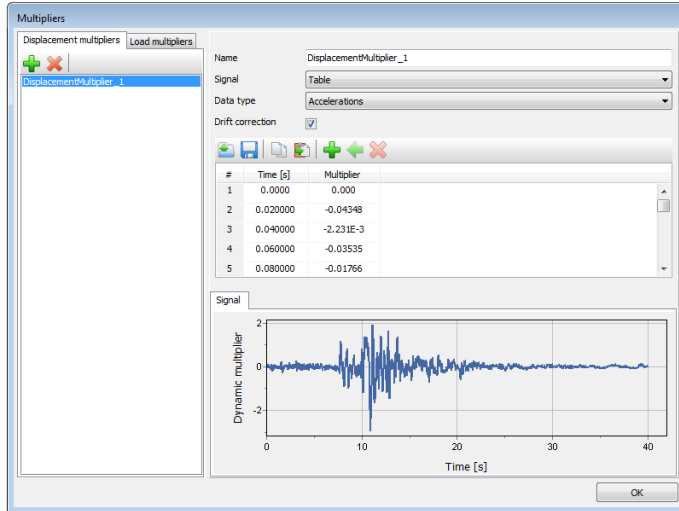 Multipliers
Displacement multipliers Load multipliers
DisplacementMultiplier_1
Name DisplacementMultiplier_1
Signal Table
Data type Accelerations
Drift correction
# Time [s] Multiplier
1 0.0000 0.000
2 0.020000 -0.04348
3 0.040000 -2.231E-3
4 0.060000 -0.03535
5 0.080000 -0.01766
Signal
Dynamic multiplier
2
0
-2
0 10 20 30 40
Time [s]
OK